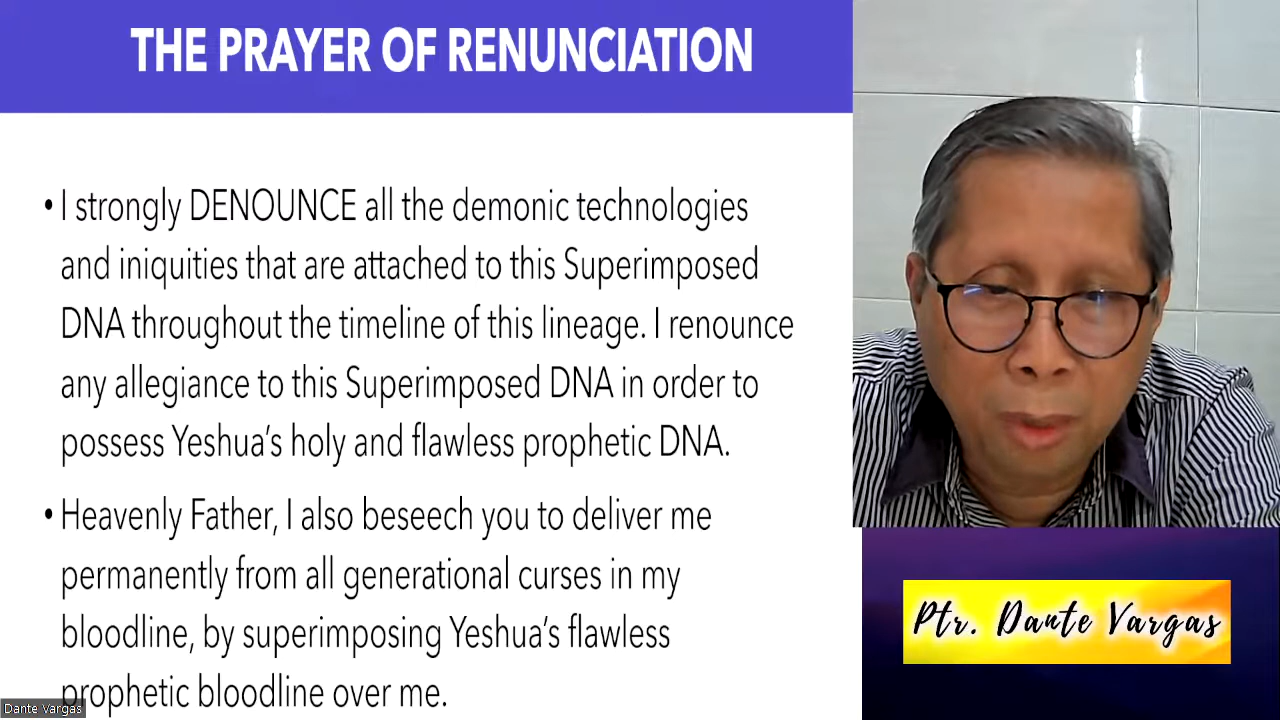 THE PRAYER OF RENUNCIATION
• I strongly DENOUNCE all the demonic technologies
and iniquities that are attached to this Superimposed
DNA throughout the timeline of this lineage. I renounce
any allegiance to this Superimposed DNA in order to
possess Yeshua’s holy and flawless prophetic DNA.
• Heavenly Father, I also beseech you to deliver me
permanently from all generational curses in my
bloodline, by superimposing Yeshua’s flawless
prophetic bloodline over me.
Ptr. Dante Vargas
Dante Vargas